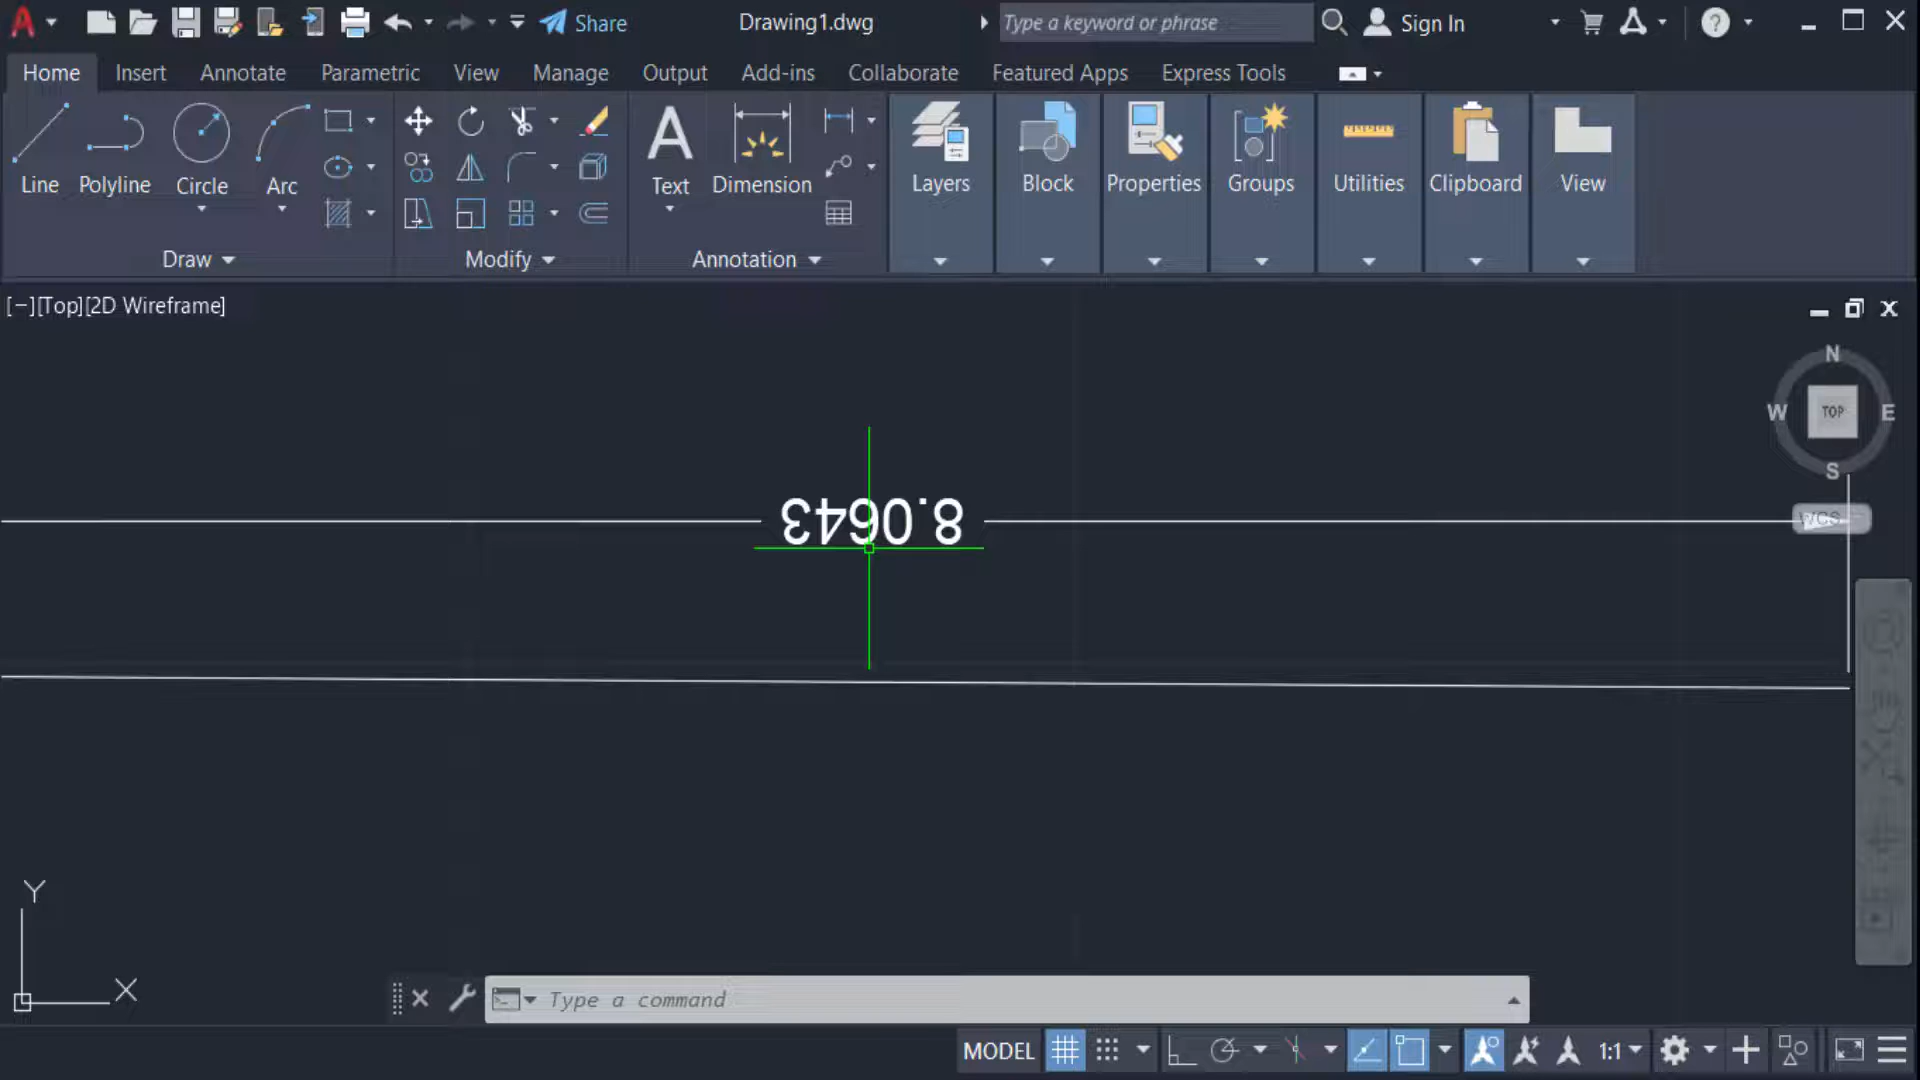 Share
Drawing1.dwg
Type a keyword or phrase
Sign In
Home
Insert
Annotate
Parametric
View
Manage
Output
Add-ins
Collaborate
Featured Apps
Express Tools
Line
Polyline
Circle
Arc
Text
Dimension
Layers
Block
Properties
Groups
Utilities
Clipboard
View
Draw
Modify
Annotation
[−][Top][2D Wireframe]
N
W
TOP
E
S
8.0643
WCS
Y
X
Type a command
MODEL
1:1